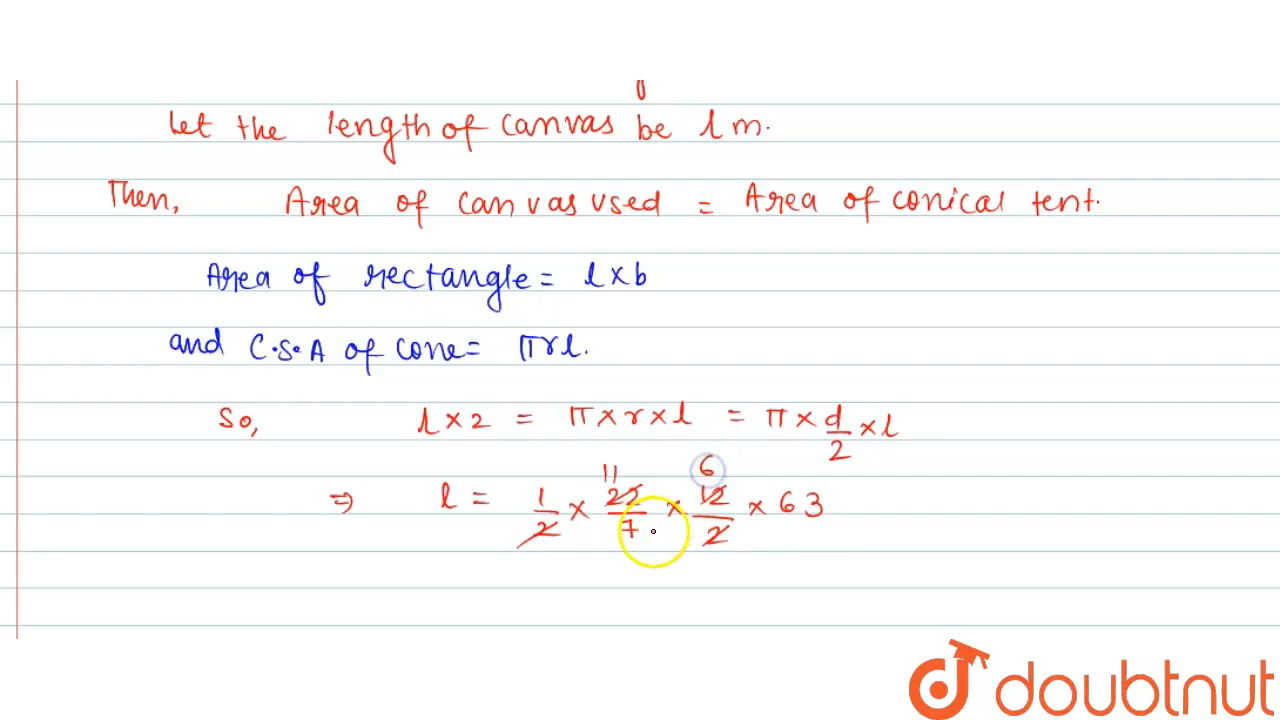 Let the length of canvas be l m.
Then, Area of canvas used = Area of conical tent.
Area of rectangle = l×b
and C.S.A of cone = πrl.
So, l×2 = π×r×l = π×d/2×l
11 6
⇒ l = 1/2 × 22/7 × 12/2 × 63
doubtnut